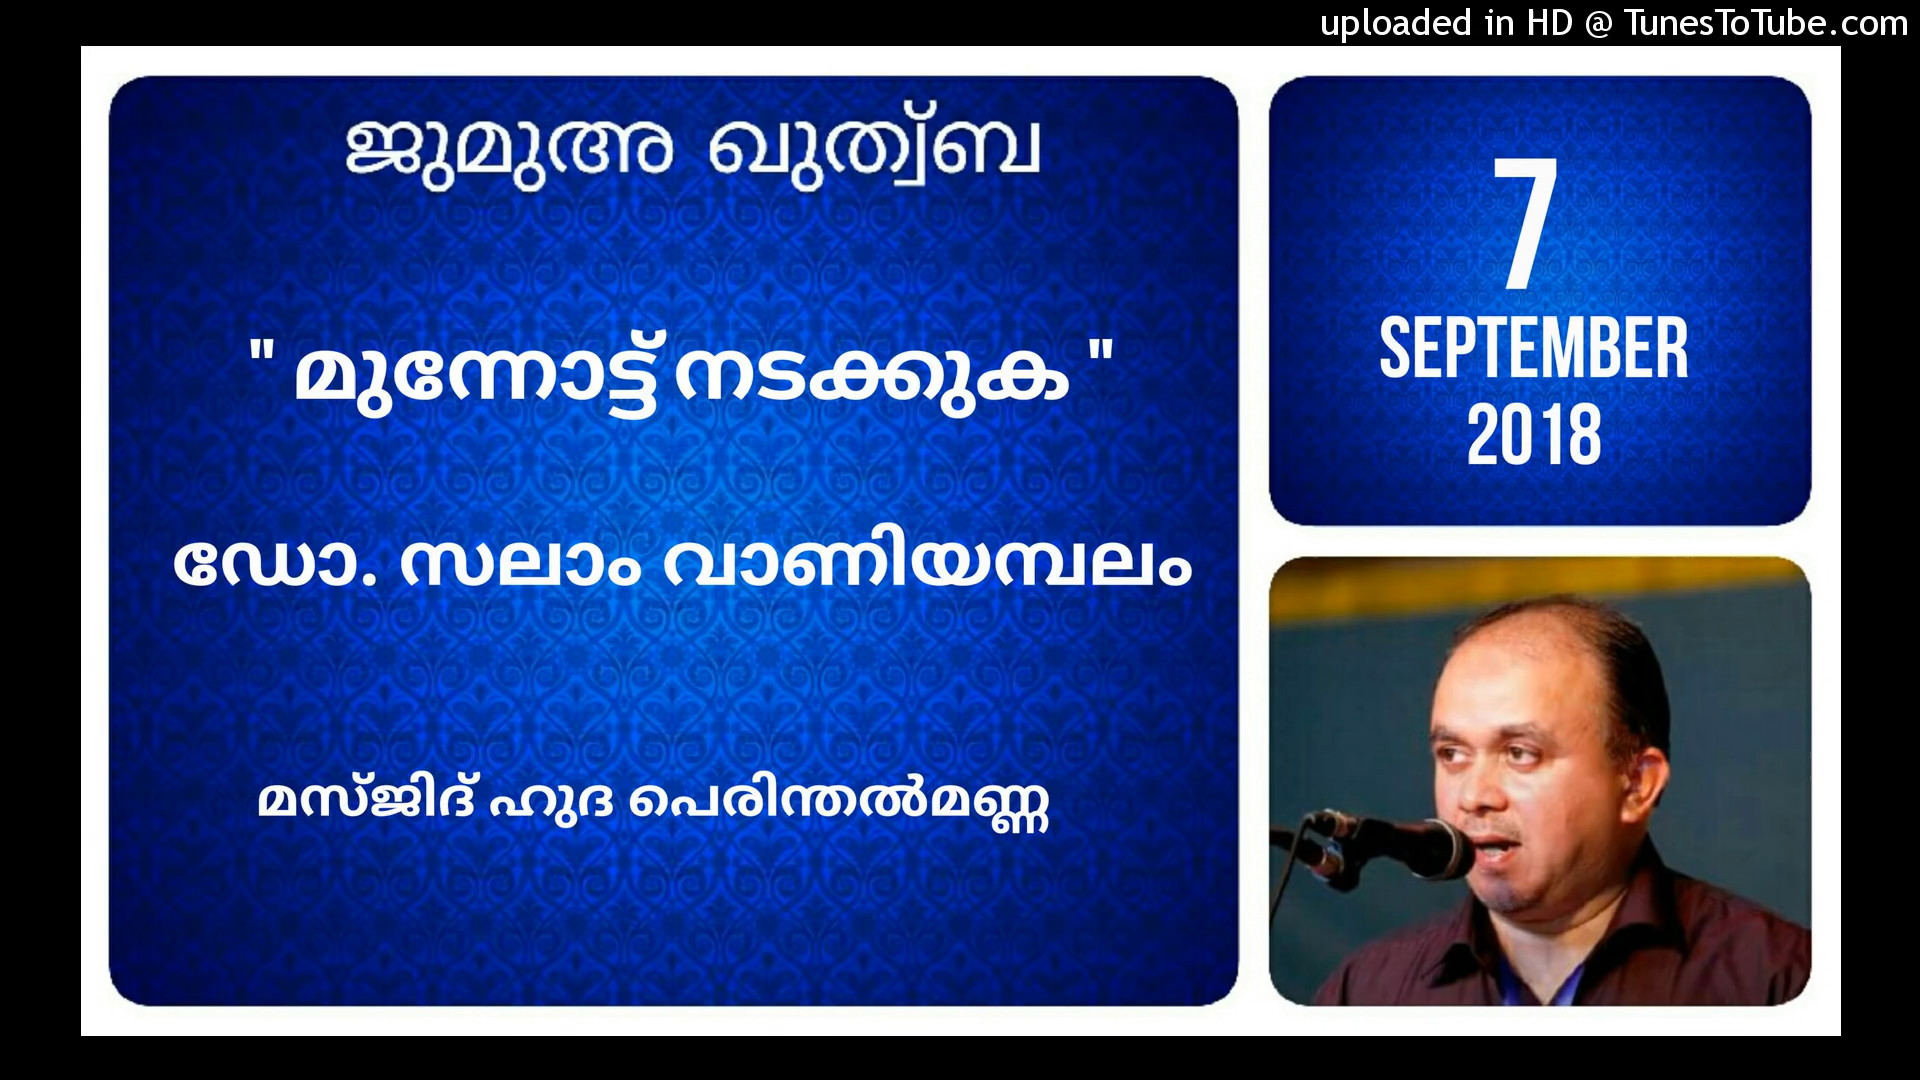 uploaded in HD @ TunesToTube.com
ജുമുഅ ഖുത്വ്ബ
" മുന്നോട്ട് നടക്കുക "
ഡോ. സലാം വാണിയമ്പലം
മസ്ജിദ് ഹുദ പെരിന്തൽമണ്ണ
7
SEPTEMBER
2018